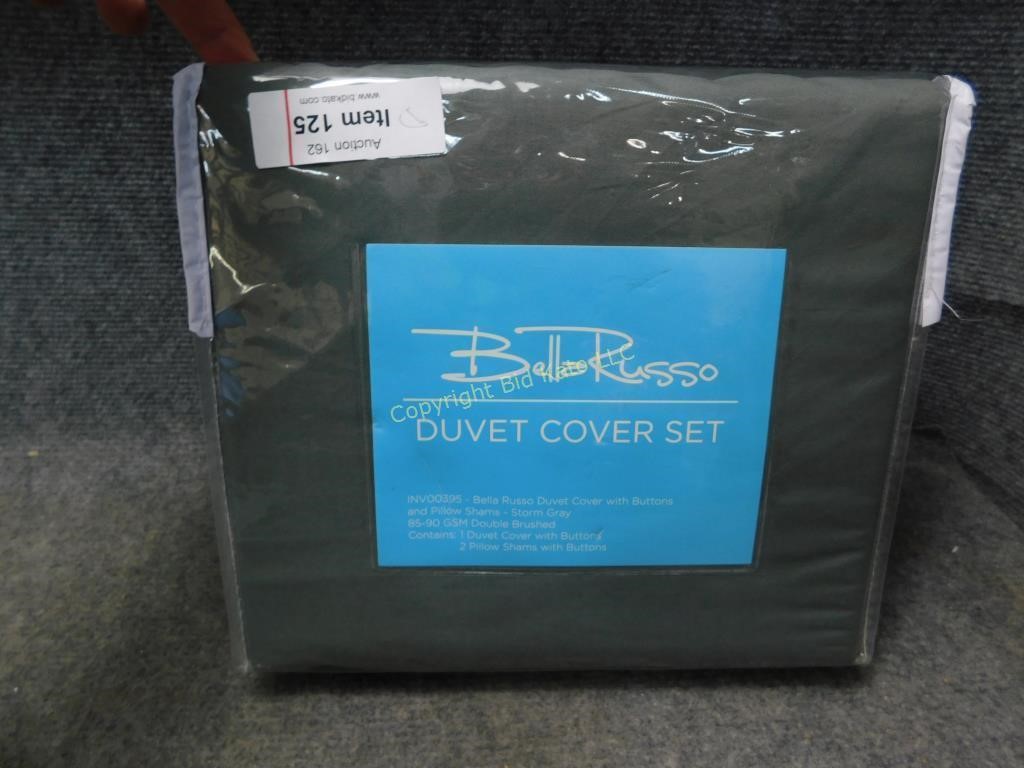 Auction 162
Item 125
www.bidkato.com
Bella Russo
Copyright Bid Kato LLC
DUVET COVER SET
INV00395 - Bella Russo Duvet Cover with Buttons
and Pillow Shams - Storm Gray
85-90 GSM Double Brushed
Contains: 1 Duvet Cover with Buttons
2 Pillow Shams with Buttons